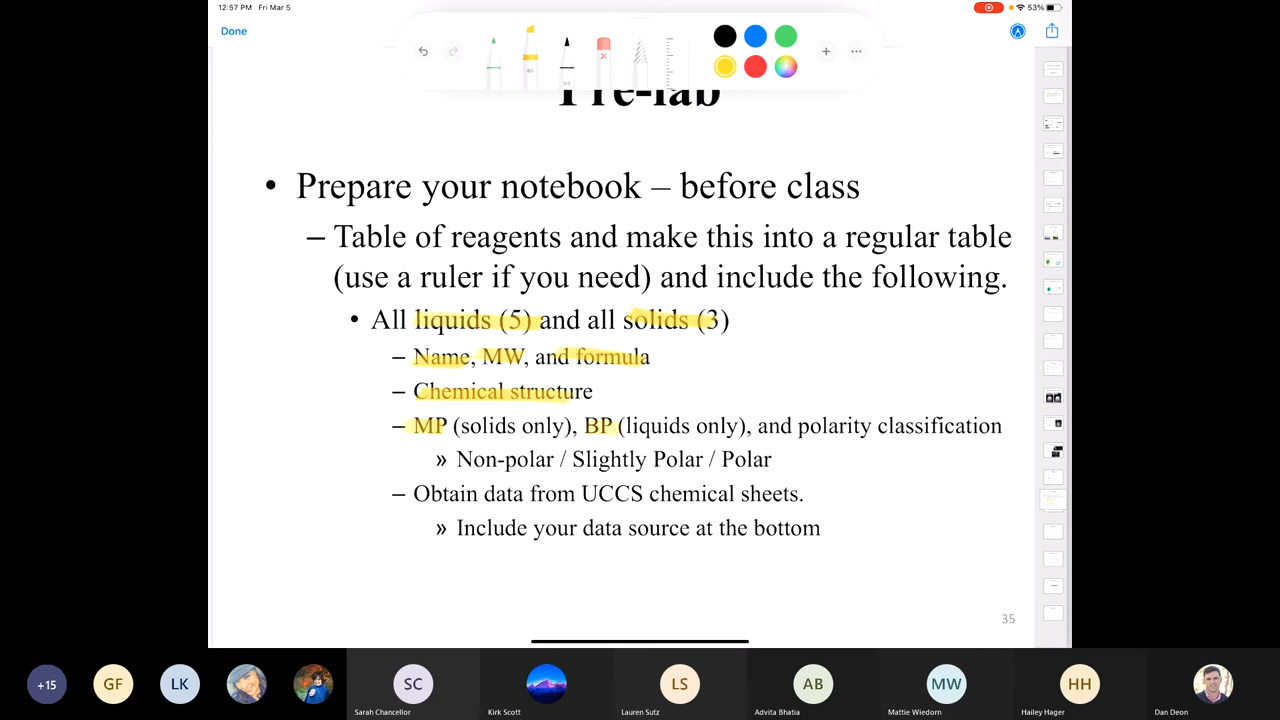 12:57 PM Fri Mar 5
53%
Done
Pre-lab
• Prepare your notebook – before class
– Table of reagents and make this into a regular table
(use a ruler if you need) and include the following.
• All liquids (5) and all solids (3)
– Name, MW, and formula
– Chemical structure
– MP (solids only), BP (liquids only), and polarity classification
» Non-polar / Slightly Polar / Polar
– Obtain data from UCCS chemical sheets.
» Include your data source at the bottom
35
+15
GF
LK
SC
LS
AB
MW
HH
Sarah Chancellor
Kirk Scott
Lauren Sutz
Advita Bhatia
Mattie Wiedorn
Hailey Hager
Dan Deon